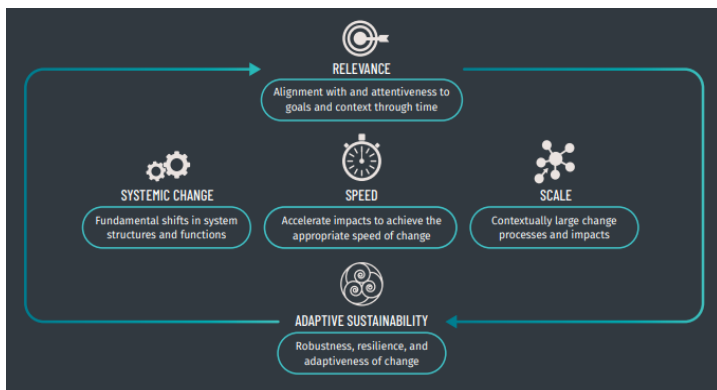 RELEVANCE
Alignment with and attentiveness to
goals and context through time
SYSTEMIC CHANGE
Fundamental shifts in system
structures and functions
SPEED
Accelerate impacts to achieve the
appropriate speed of change
SCALE
Contextually large change
processes and impacts
ADAPTIVE SUSTAINABILITY
Robustness, resilience, and
adaptiveness of change